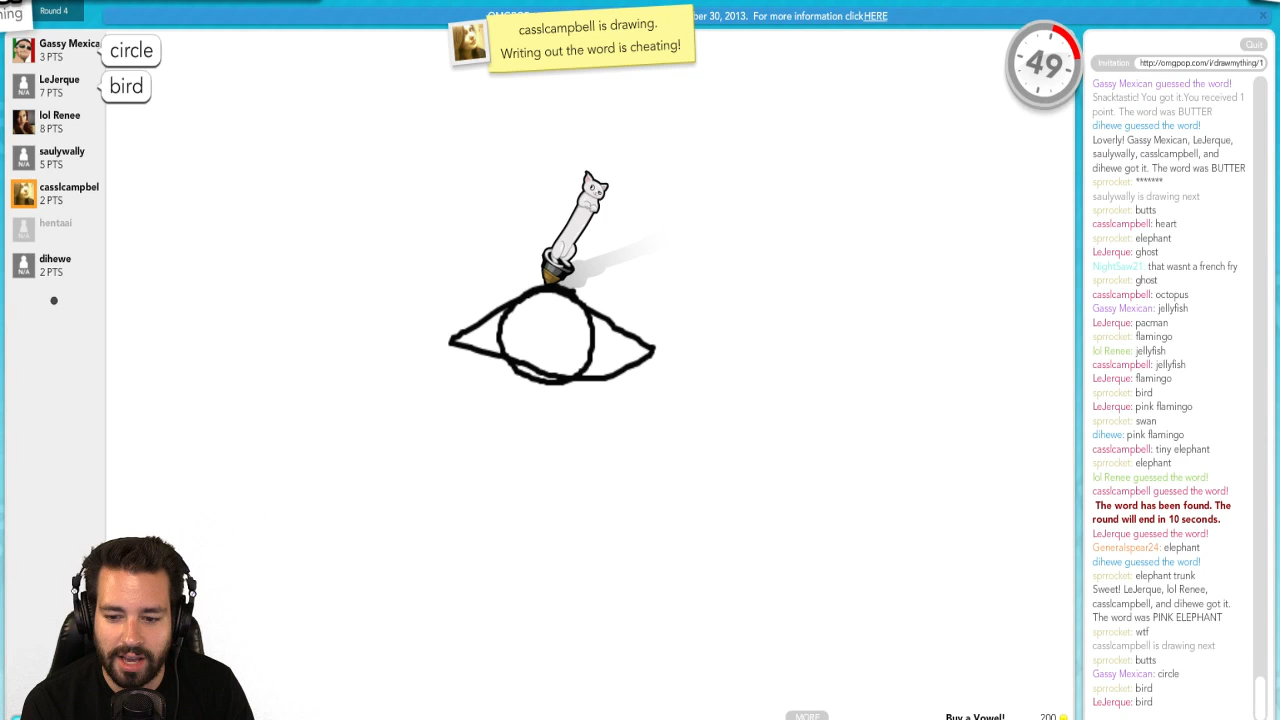 hing
Round 4
OMGPOP
ber 30, 2013. For more information click HERE
casslcampbell is drawing.
Writing out the word is cheating!
49
Quit
Invitation http://omgpop.com/i/drawmything/1
Gassy Mexica
3 PTS
circle
LeJerque
7 PTS
bird
lol Renee
8 PTS
saulywally
5 PTS
casslcampbel
2 PTS
hentaai
dihewe
2 PTS
N/A
N/A
N/A
N/A
Gassy Mexican guessed the word!
Snacktastic! You got it.You received 1
point. The word was BUTTER
dihewe guessed the word!
Loverly! Gassy Mexican, LeJerque,
saulywally, casslcampbell, and
dihewe got it. The word was BUTTER
sprrocket: *******
saulywally is drawing next
sprrocket: butts
casslcampbell: heart
sprrocket: elephant
LeJerque: ghost
NightSaw21: that wasnt a french fry
sprrocket: ghost
casslcampbell: octopus
Gassy Mexican: jellyfish
LeJerque: pacman
sprrocket: flamingo
lol Renee: jellyfish
casslcampbell: jellyfish
LeJerque: flamingo
sprrocket: bird
LeJerque: pink flamingo
sprrocket: swan
dihewe: pink flamingo
casslcampbell: tiny elephant
sprrocket: elephant
lol Renee guessed the word!
casslcampbell guessed the word!
The word has been found. The
round will end in 10 seconds.
LeJerque guessed the word!
Generalspear24: elephant
dihewe guessed the word!
sprrocket: elephant trunk
Sweet! LeJerque, lol Renee,
casslcampbell, and dihewe got it.
The word was PINK ELEPHANT
sprrocket: wtf
casslcampbell is drawing next
sprrocket: butts
Gassy Mexican: circle
sprrocket: bird
LeJerque: bird
MORE
Buy a Vowel! 200